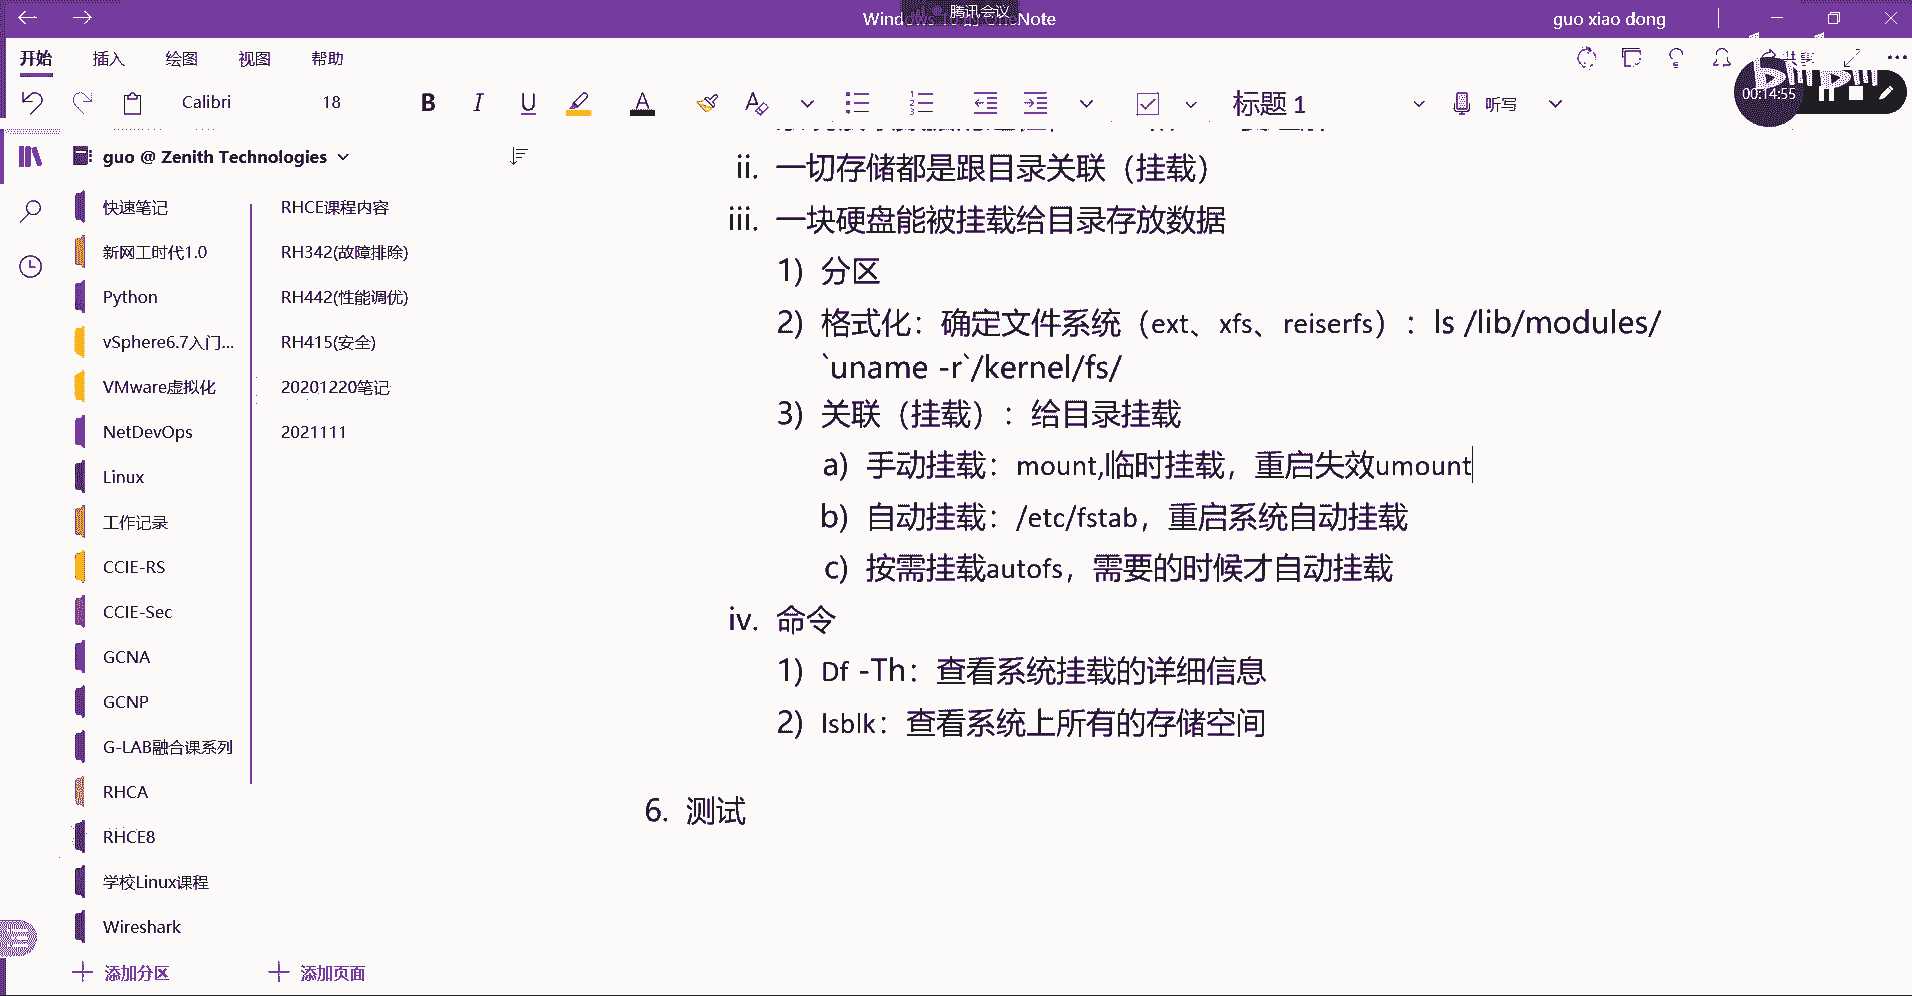 腾讯会议
Note
guo xiao dong
开始 插入 绘图 视图 帮助
共享
00:14:55
Calibri 18 B I U A A 标题 1 听写
guo @ Zenith Technologies
快速笔记
新网工时代1.0
Python
vSphere6.7入门...
VMware虚拟化
NetDevOps
Linux
工作记录
CCIE-RS
CCIE-Sec
GCNA
GCNP
G-LAB融合课系列
RHCA
RHCE8
学校Linux课程
Wireshark
添加分区
RHCE课程内容
RH342(故障排除)
RH442(性能调优)
RH415(安全)
20201220笔记
2021111
添加页面
ii. 一切存储都是跟目录关联（挂载）
iii. 一块硬盘能被挂载给目录存放数据
1) 分区
2) 格式化：确定文件系统（ext、xfs、reiserfs）：ls /lib/modules/
`uname -r`/kernel/fs/
3) 关联（挂载）：给目录挂载
a) 手动挂载：mount,临时挂载，重启失效umount
b) 自动挂载：/etc/fstab，重启系统自动挂载
c) 按需挂载autofs，需要的时候才自动挂载
iv. 命令
1) Df -Th：查看系统挂载的详细信息
2) lsblk：查看系统上所有的存储空间
6. 测试